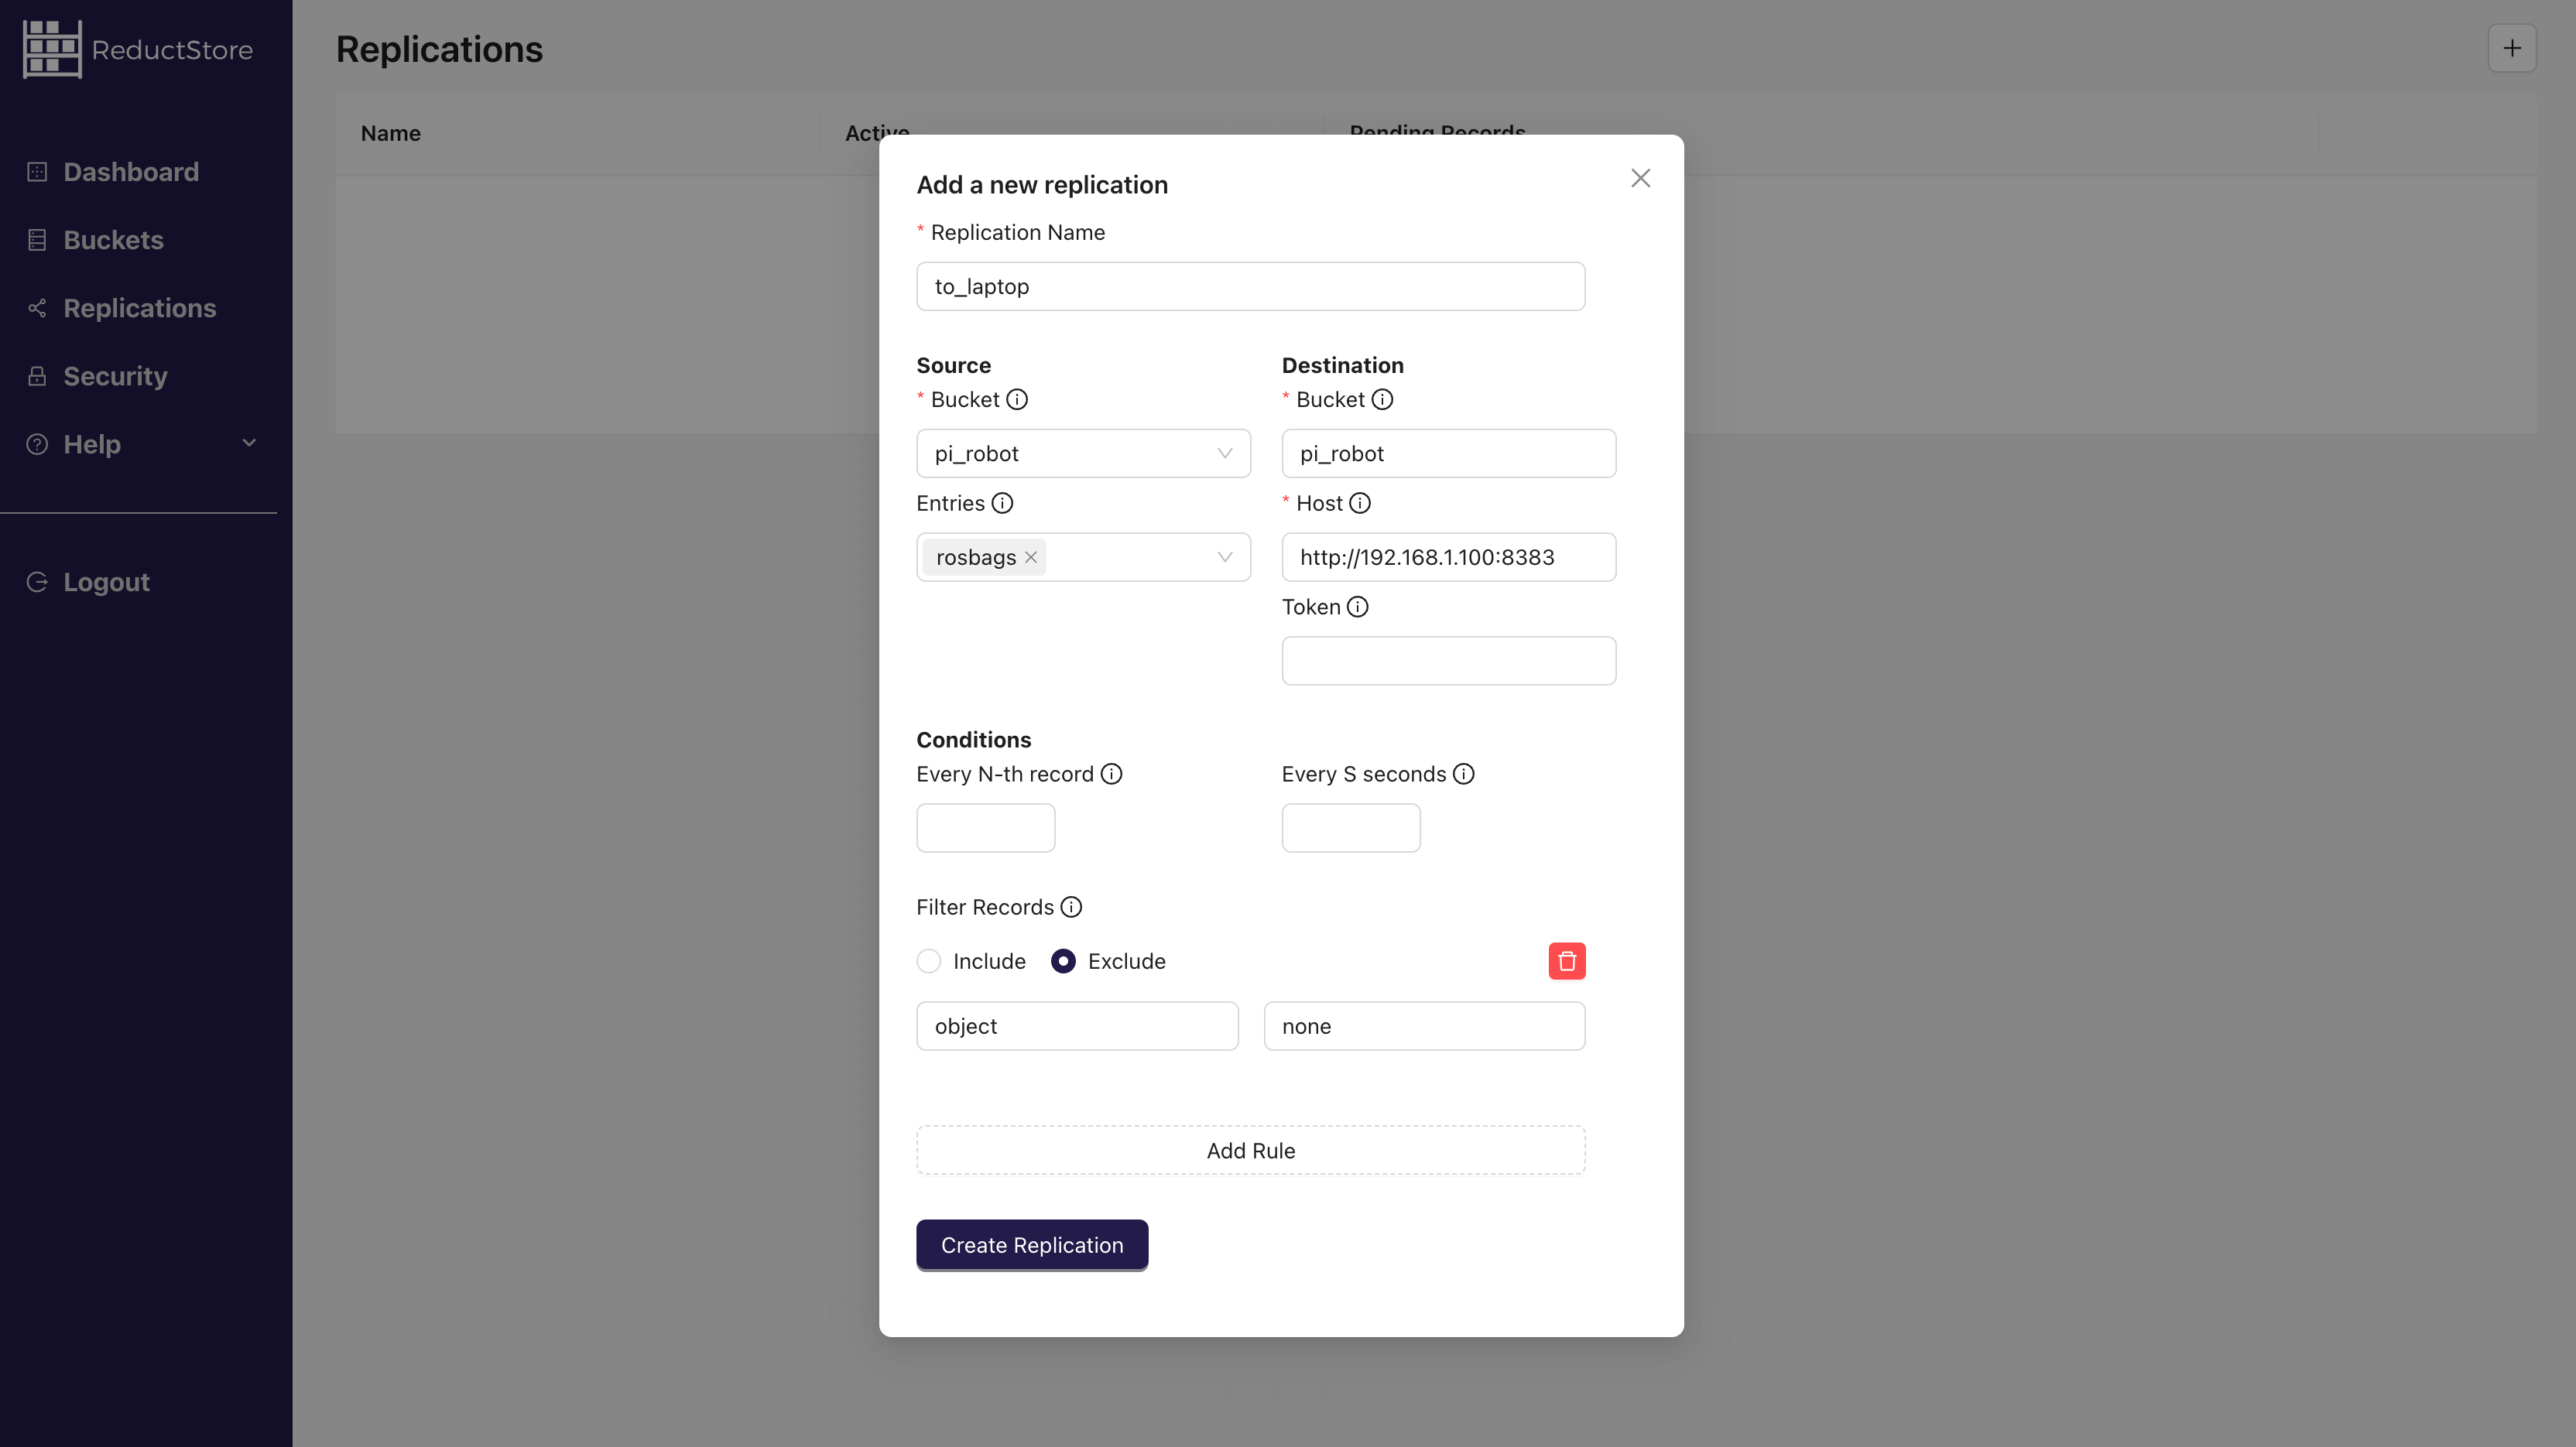 ReductStore
Dashboard
Buckets
Replications
Security
Help
Logout
Replications
Name Active Pending Records
Add a new replication
* Replication Name
to_laptop
Source Destination
* Bucket * Bucket
pi_robot pi_robot
Entries * Host
rosbags http://192.168.1.100:8383
Token
Conditions
Every N-th record Every S seconds
Filter Records
Include Exclude
object none
Add Rule
Create Replication